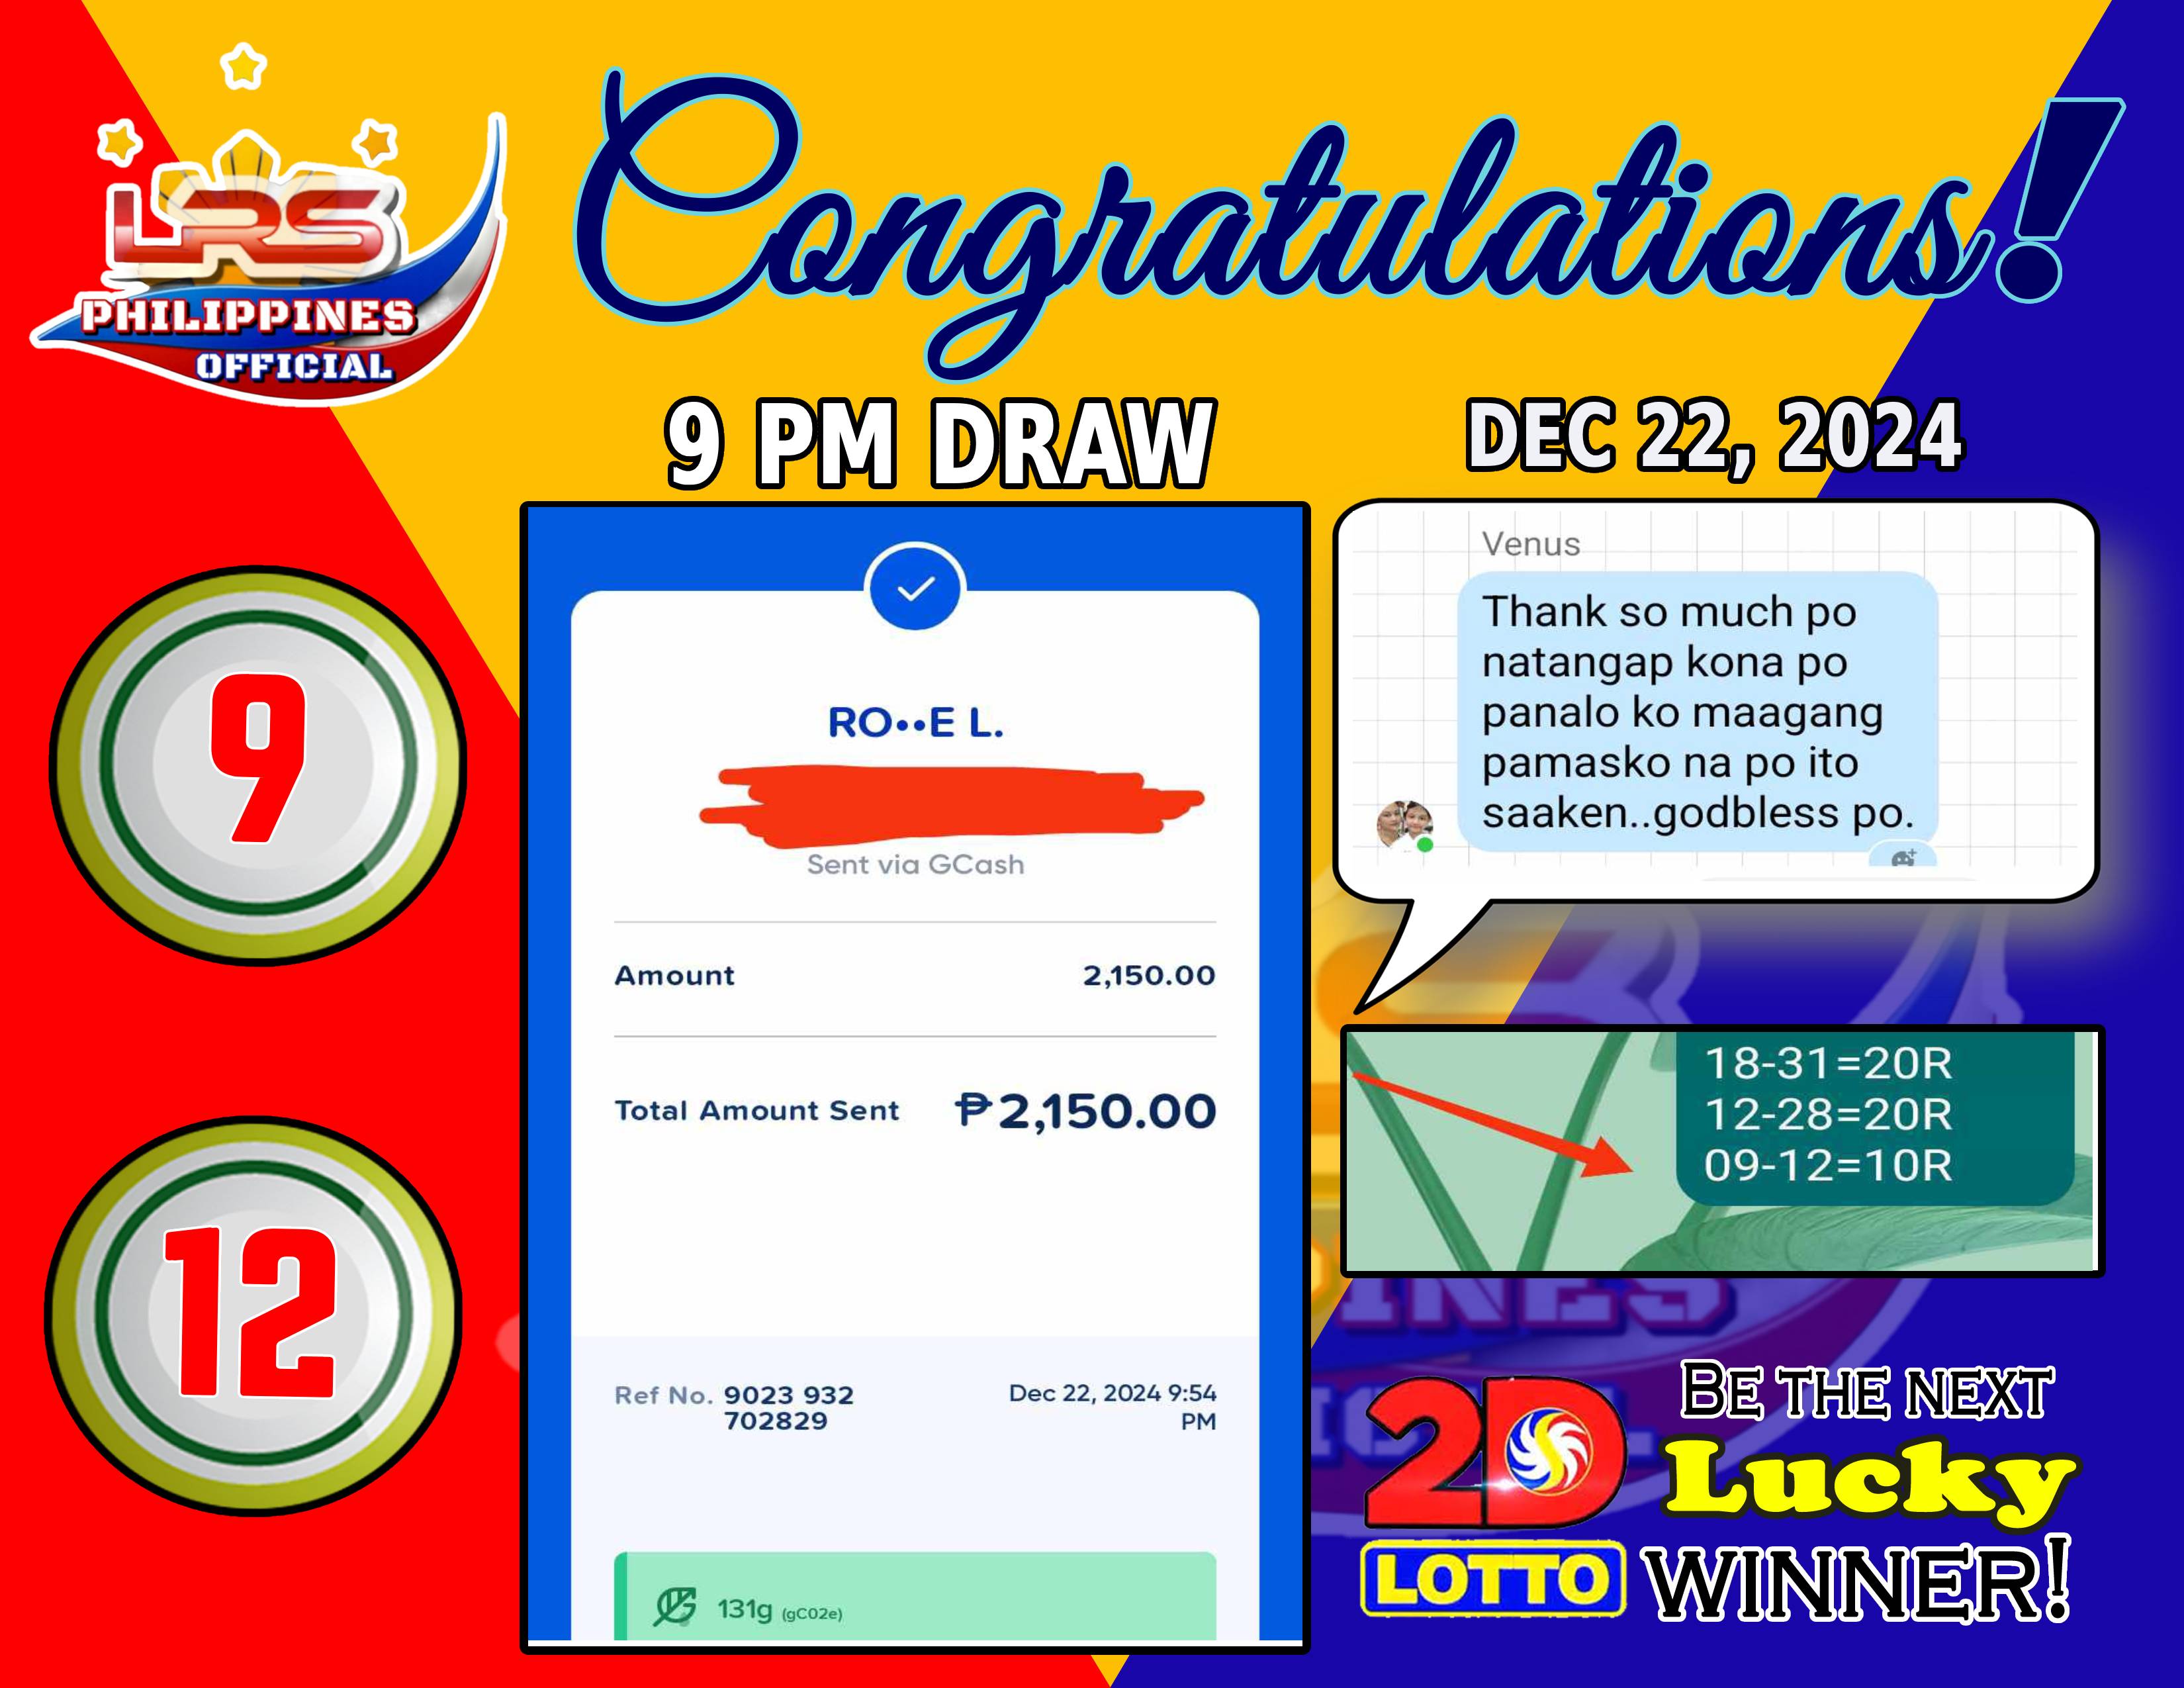 LRS
PHILIPPINES
OFFICIAL
Congratulations!
9 PM DRAW
DEC 22, 2024
9
12
RO••E L.
Sent via GCash
Amount 2,150.00
Total Amount Sent ₱2,150.00
Ref No. 9023 932
702829
Dec 22, 2024 9:54
PM
131g (gCO2e)
Venus
Thank so much po
natangap kona po
panalo ko maagang
pamasko na po ito
saaken..godbless po.
18-31=20R
12-28=20R
09-12=10R
2D
LOTTO
BE THE NEXT
Lucky
WINNER!